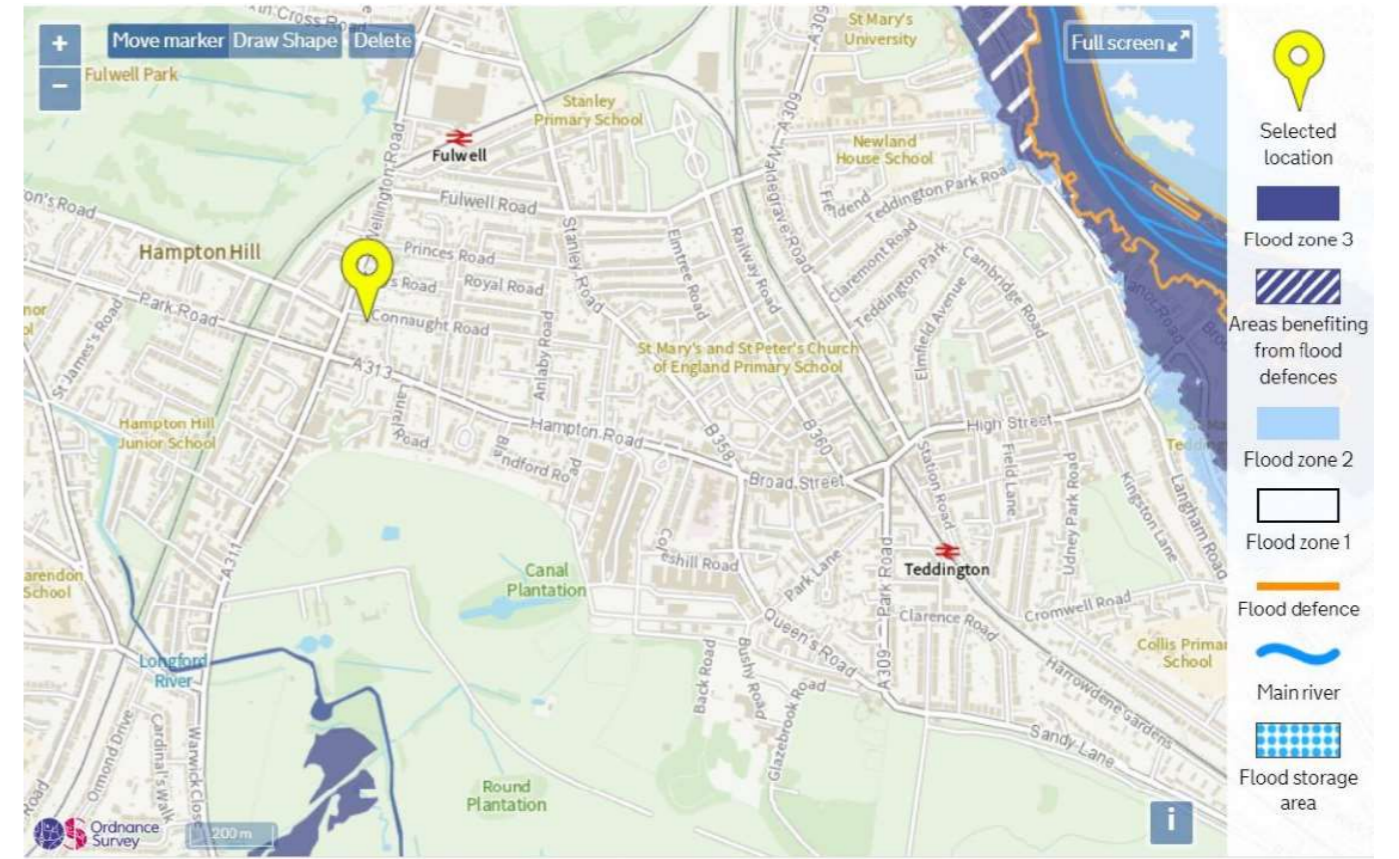 +
−
Move marker
Draw Shape
Delete
Full screen
Fulwell Park
St Mary's
University
A309
Stanley
Primary School
Fulwell
Newland
House School
Wellington Road
Fulwell Road
Teddington Park Road
Waldegrave Road
A309
Hampton Hill
Princes Road
Royal Road
Stanley Road
Elmtree Road
Railway Road
Claremont Road
Teddington Park
Cambridge
Road
Elmfield Avenue
Manor Road
Park Road
St James's Road
Connaught Road
Anlaby Road
St Mary's and St Peter's Church
of England Primary School
A313
Laurel
Road
Hampton Road
B358
B360
High Street
Broad Street
Station Road
Field Lane
Udney Park Road
Kingston Lane
Langham Road
Hampton Hill
Junior School
A311
School
Canal
Plantation
Park Lane
Park Road
A309
Teddington
Queen's Road
Clarence Road
Cromwell Road
Collis Primar
School
Longford
River
Back Road
Bushy Road
Glazebrook Road
Harrowdene Gardens
Sandy Lane
Ormond Drive
Cardinal's Walk
Warwick Close
Round
Plantation
Ordnance
Survey
200 m
i
Selected
location
Flood zone 3
Areas benefiting
from flood
defences
Flood zone 2
Flood zone 1
Flood defence
Main river
Flood storage
area